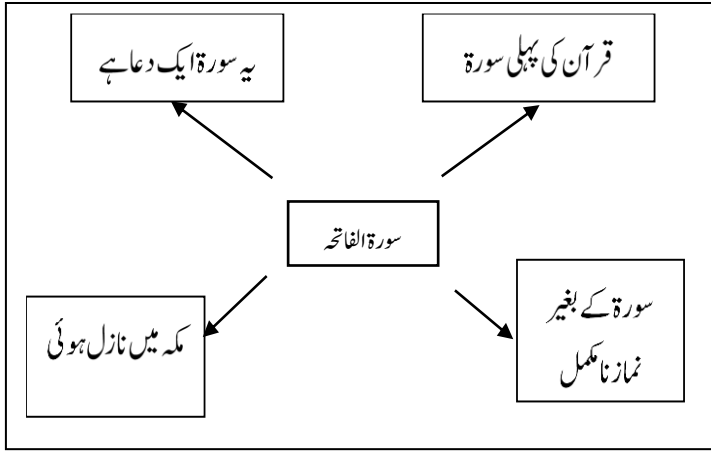 قرآن کی پہلی سورۃ
یہ سورۃ ایک دعا ہے
سورۃ الفاتحہ
سورۃ کے بغیر
نماز نامکمل
مکہ میں نازل ہوئی